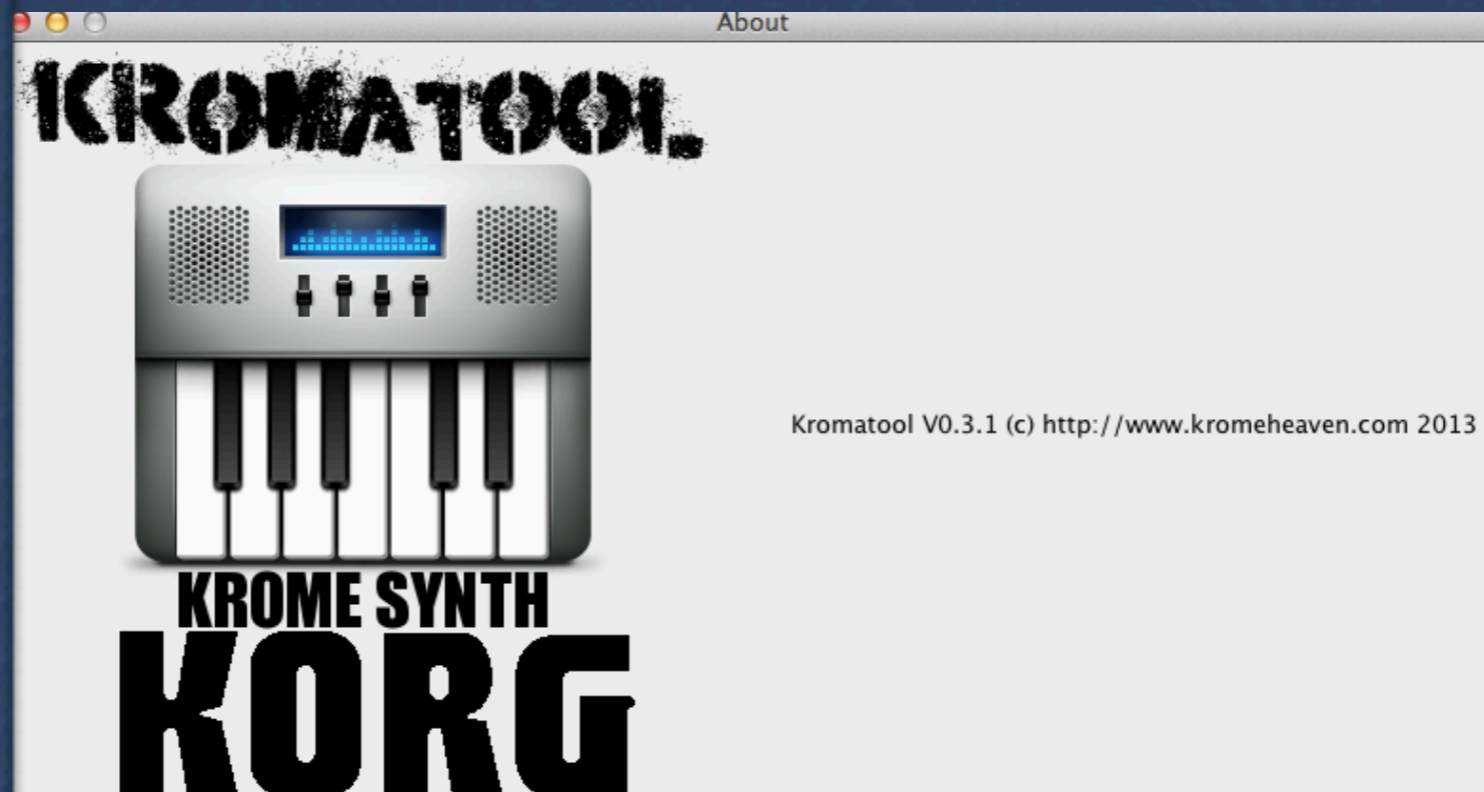 About
KROMATOOL
Kromatool V0.3.1 (c) http://www.kromeheaven.com 2013
KROME SYNTH
KORG